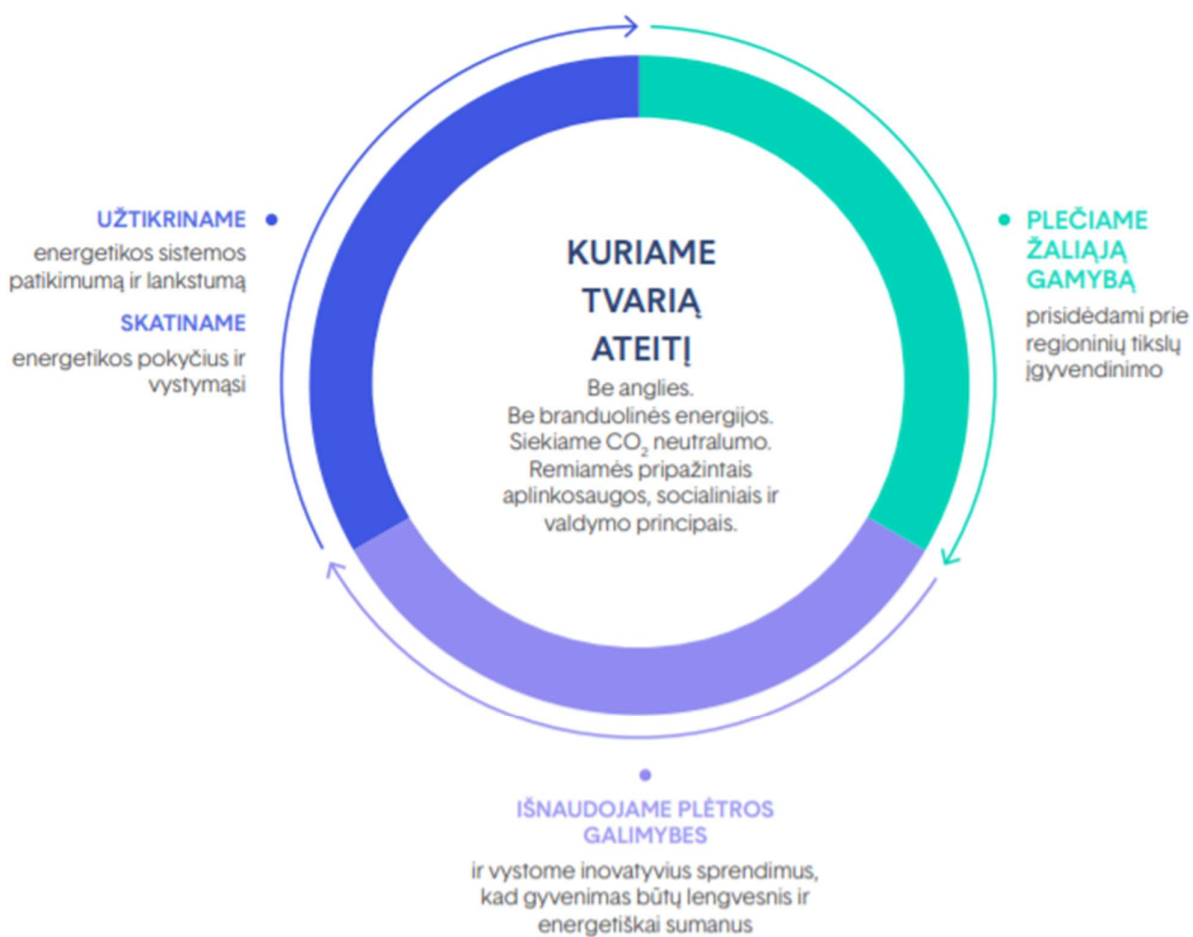 UŽTIKRINAME
energetikos sistemos
patikimumą ir lankstumą
SKATINAME
energetikos pokyčius ir
vystymąsi
KURIAME
TVARIĄ
ATEITĮ
Be anglies.
Be branduolinės energijos.
Siekiame CO₂ neutralumo.
Remiamės pripažintais
aplinkosaugos, socialiniais ir
valdymo principais.
PLEČIAME
ŽALIĄJĄ
GAMYBĄ
prisidėdami prie
regioninių tikslų
įgyvendinimo
IŠNAUDOJAME PLĖTROS
GALIMYBES
ir vystome inovatyvius sprendimus,
kad gyvenimas būtų lengvesnis ir
energetiškai sumanus